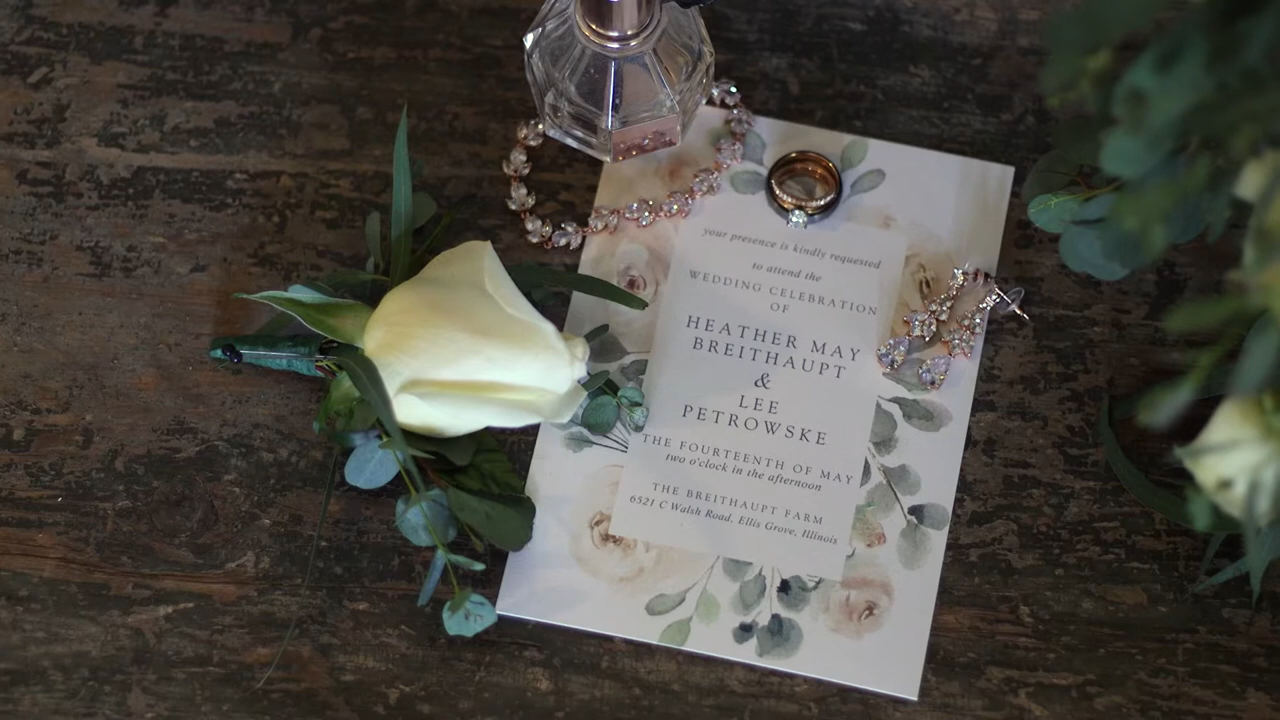 your presence is kindly requested
to attend the
WEDDING CELEBRATION
OF
HEATHER MAY
BREITHAUPT
&
LEE
PETROWSKE
THE FOURTEENTH OF MAY
two o'clock in the afternoon
THE BREITHAUPT FARM
6521 C Walsh Road, Ellis Grove, Illinois